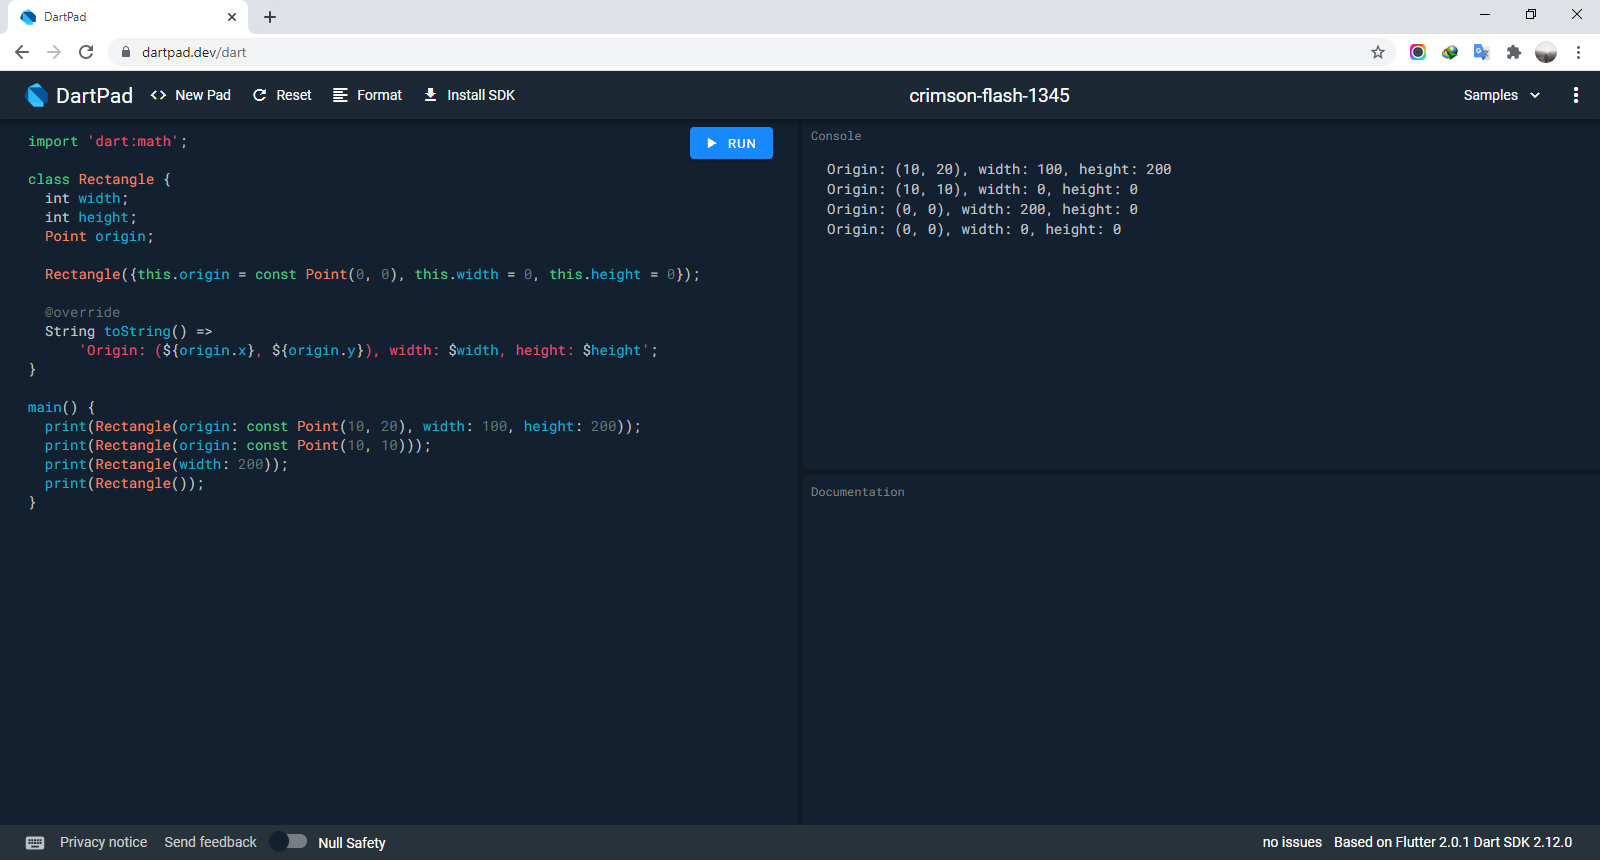 DartPad
dartpad.dev/dart
DartPad
New Pad
Reset
Format
Install SDK
crimson-flash-1345
Samples
import 'dart:math';
RUN
class Rectangle {
  int width;
  int height;
  Point origin;
  Rectangle({this.origin = const Point(0, 0), this.width = 0, this.height = 0});
  @override
  String toString() =>
      'Origin: (${origin.x}, ${origin.y}), width: $width, height: $height';
}
main() {
  print(Rectangle(origin: const Point(10, 20), width: 100, height: 200));
  print(Rectangle(origin: const Point(10, 10)));
  print(Rectangle(width: 200));
  print(Rectangle());
}
Console
Origin: (10, 20), width: 100, height: 200
Origin: (10, 10), width: 0, height: 0
Origin: (0, 0), width: 200, height: 0
Origin: (0, 0), width: 0, height: 0
Documentation
Privacy notice
Send feedback
Null Safety
no issues
Based on Flutter 2.0.1 Dart SDK 2.12.0